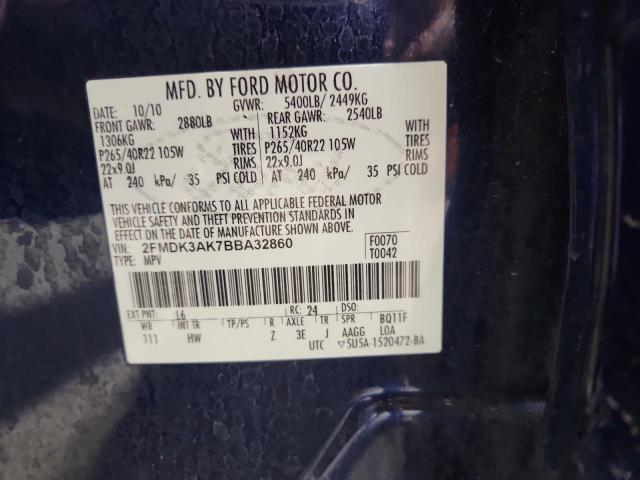 MFD. BY FORD MOTOR CO.
DATE: 10/10 GVWR: 5400LB/ 2449KG
FRONT GAWR: 2880LB REAR GAWR: 2540LB
1306KG WITH 1152KG WITH
P265/40R22 105W TIRES P265/40R22 105W TIRES
22x9.0J RIMS 22x9.0J RIMS
AT 240 kPa/ 35 PSI COLD AT 240 kPa/ 35 PSI COLD
THIS VEHICLE CONFORMS TO ALL APPLICABLE FEDERAL MOTOR
VEHICLE SAFETY AND THEFT PREVENTION STANDARDS IN
EFFECT ON THE DATE OF MANUFACTURE SHOWN ABOVE.
VIN: 2FMDK3AK7BBA32860 F0070
TYPE: MPV T0042
EXT PNT: L6 RC: 24 DSO:
WB INT TR TP/PS R AXLE TR SPR BQ11F
111 HW Z 3E J AAGG LOA
UTC ▽5U5A-1520472-BA